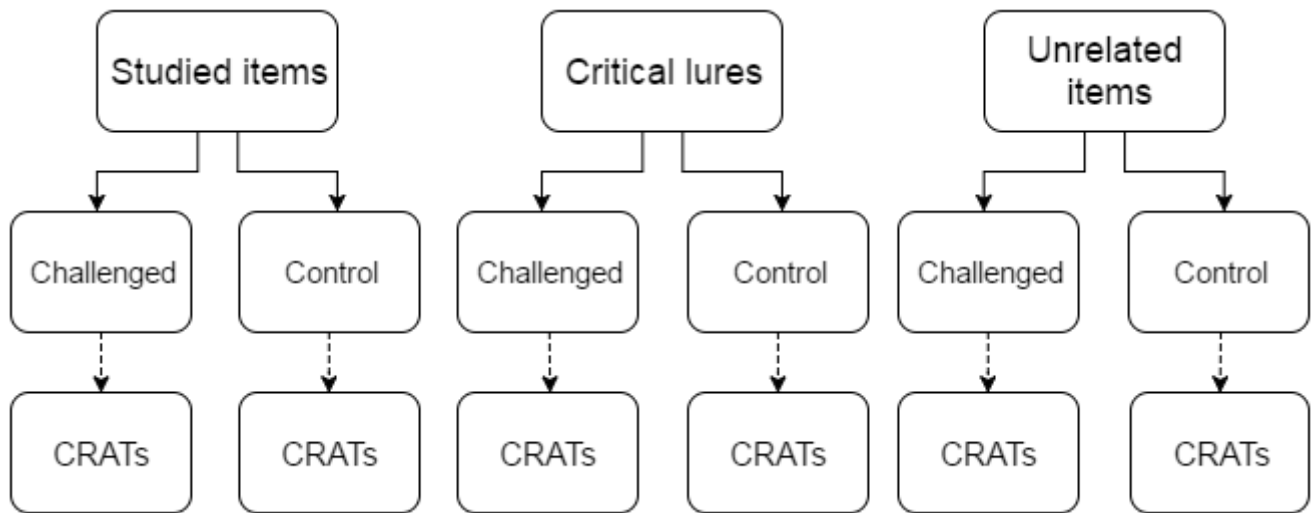 Studied items
Critical lures
Unrelated
items
Challenged
Control
Challenged
Control
Challenged
Control
CRATs
CRATs
CRATs
CRATs
CRATs
CRATs